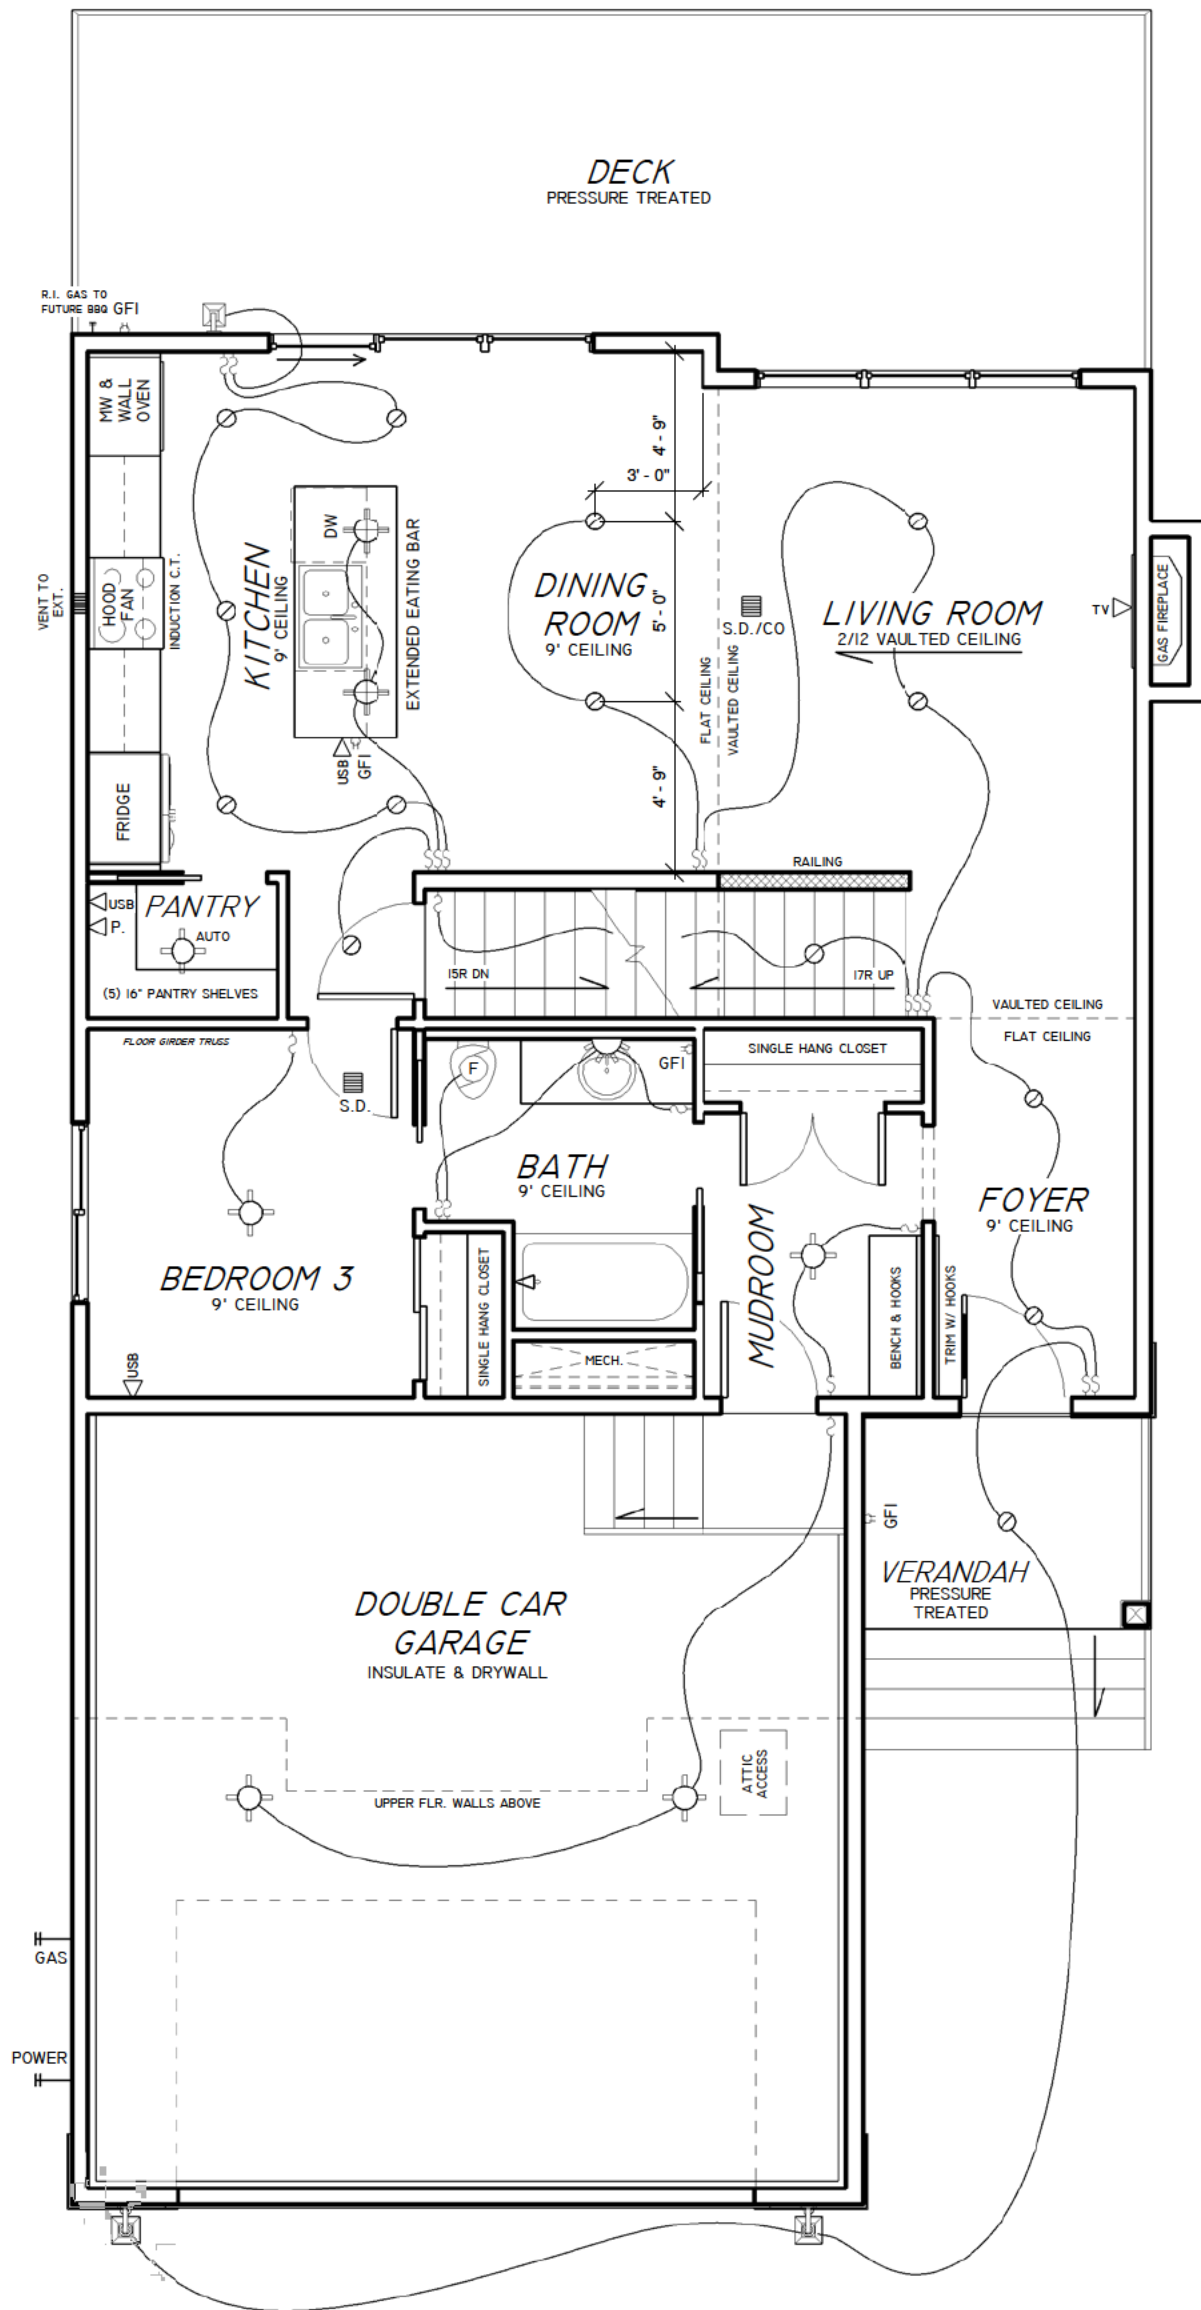 DECK
PRESSURE TREATED
R.I. GAS TO
FUTURE BBQ
GFI
MW &
WALL
OVEN
4' - 9"
3' - 0"
DW
EXTENDED EATING BAR
KITCHEN
9' CEILING
INDUCTION C.T.
HOOD
FAN
VENT TO
EXT.
DINING
ROOM
9' CEILING
5' - 0"
S.D./CO
LIVING ROOM
2/12 VAULTED CEILING
TV
GAS FIREPLACE
FLAT CEILING
VAULTED CEILING
USB
GFI
4' - 9"
FRIDGE
RAILING
PANTRY
USB
P.
AUTO
(5) 16" PANTRY SHELVES
15R DN
17R UP
VAULTED CEILING
FLAT CEILING
FLOOR GIRDER TRUSS
S.D.
F
GFI
SINGLE HANG CLOSET
BATH
9' CEILING
FOYER
9' CEILING
BEDROOM 3
9' CEILING
SINGLE HANG CLOSET
MUDROOM
BENCH & HOOKS
TRIM W/ HOOKS
USB
MECH.
GFI
VERANDAH
PRESSURE
TREATED
DOUBLE CAR
GARAGE
INSULATE & DRYWALL
ATTIC
ACCESS
UPPER FLR. WALLS ABOVE
GAS
POWER